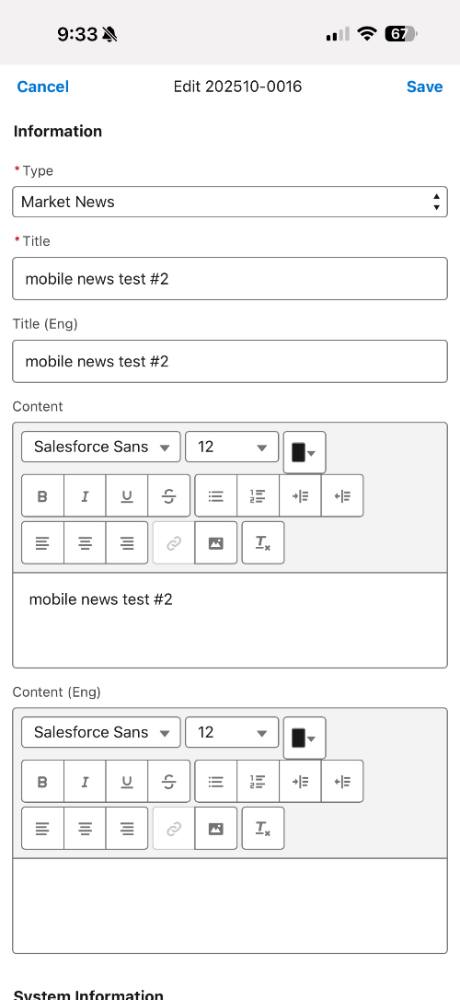 9:33
67
Cancel
Edit 202510-0016
Save
Information
* Type
Market News
* Title
mobile news test #2
Title (Eng)
mobile news test #2
Content
Salesforce Sans
12
B I U S
T
mobile news test #2
Content (Eng)
Salesforce Sans
12
B I U S
T
System Information